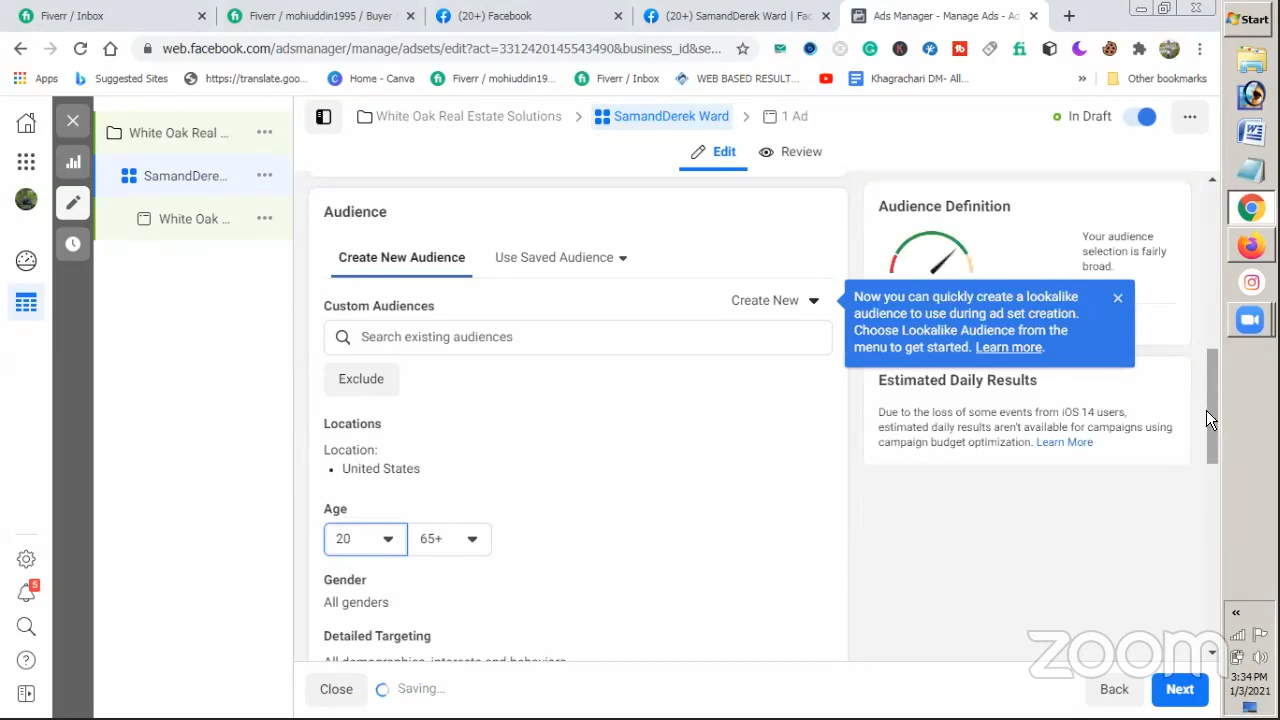 Fiverr / Inbox
Fiverr / mohiuddin1995 / Buyer
(20+) Facebook
(20+) SamandDerek Ward | Fac
Ads Manager - Manage Ads - Ad
Start
web.facebook.com/adsmanager/manage/adsets/edit?act=3312420145543490&business_id&se...
Apps
Suggested Sites
https://translate.goo...
Home - Canva
Fiverr / mohiuddin19...
Fiverr / Inbox
WEB BASED RESULT...
Khagrachari DM- All...
»
Other bookmarks
White Oak Real ...
SamandDere...
White Oak ...
White Oak Real Estate Solutions
SamandDerek Ward
1 Ad
In Draft
Edit
Review
Audience
Create New Audience
Use Saved Audience
Custom Audiences
Create New
Search existing audiences
Exclude
Locations
Location:
• United States
Age
20
65+
Gender
All genders
Detailed Targeting
All demographics, interests and behaviors
Audience Definition
Your audience
selection is fairly
broad.
Now you can quickly create a lookalike
audience to use during ad set creation.
Choose Lookalike Audience from the
menu to get started. Learn more.
Estimated Daily Results
Due to the loss of some events from iOS 14 users,
estimated daily results aren't available for campaigns using
campaign budget optimization. Learn More
5
Close
Saving...
Back
Next
zoom
3:34 PM
1/3/2021